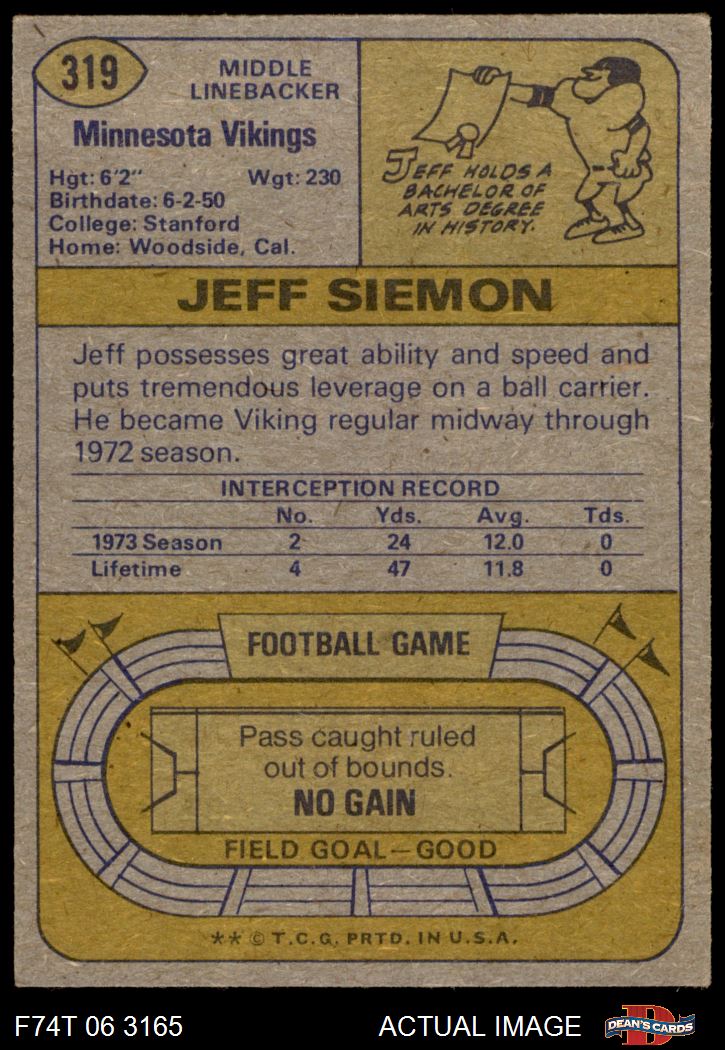 319
MIDDLE
LINEBACKER
Minnesota Vikings
Hgt: 6'2" Wgt: 230
Birthdate: 6-2-50
College: Stanford
Home: Woodside, Cal.
JEFF HOLDS A
BACHELOR OF
ARTS DEGREE
IN HISTORY.
JEFF SIEMON
Jeff possesses great ability and speed and
puts tremendous leverage on a ball carrier.
He became Viking regular midway through
1972 season.
INTERCEPTION RECORD
No. Yds. Avg. Tds.
1973 Season 2 24 12.0 0
Lifetime 4 47 11.8 0
FOOTBALL GAME
Pass caught ruled
out of bounds.
NO GAIN
FIELD GOAL—GOOD
** © T.C.G. PRTD. IN U.S.A.
F74T 06 3165 ACTUAL IMAGE DEAN'S CARDS